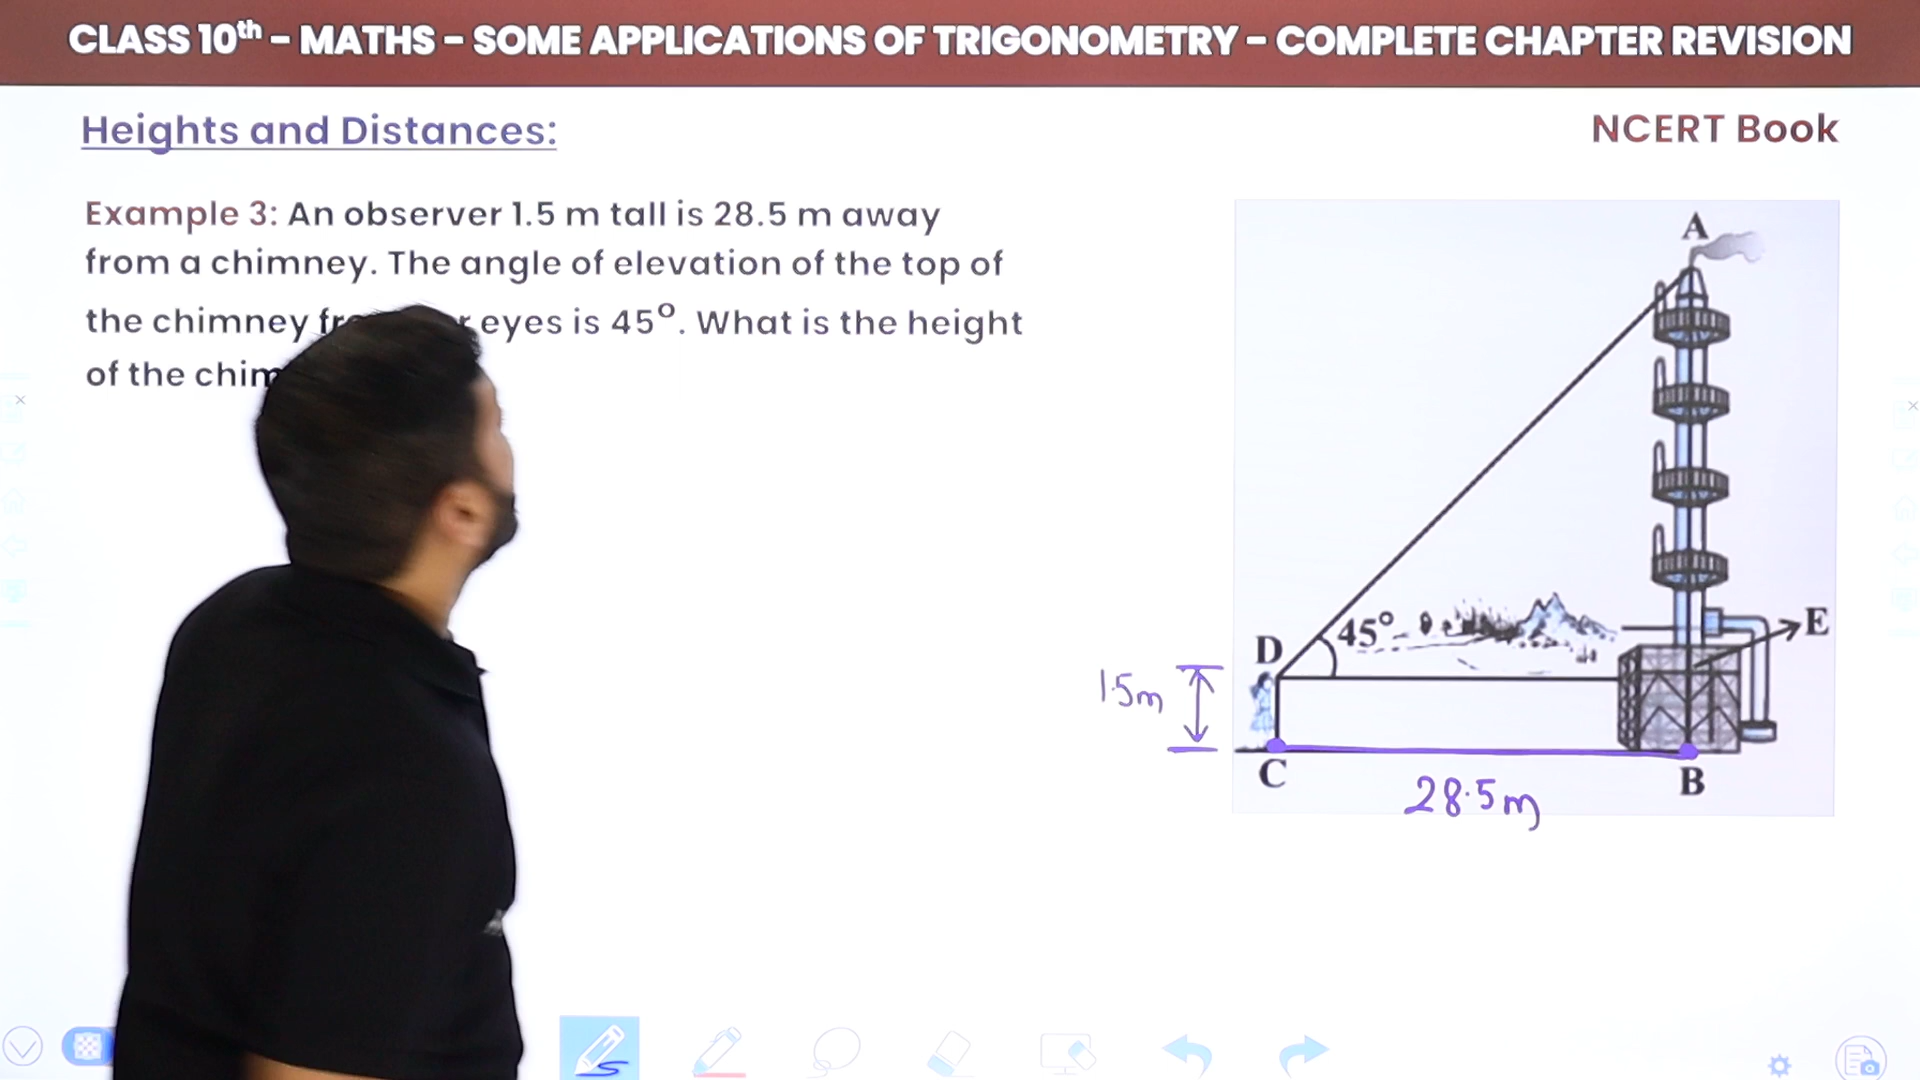 CLASS 10th - MATHS - SOME APPLICATIONS OF TRIGONOMETRY - COMPLETE CHAPTER REVISION
Heights and Distances:
NCERT Book
Example 3: An observer 1.5 m tall is 28.5 m away
from a chimney. The angle of elevation of the top of
the chimney eyes is 45°. What is the height
of the
A
E
D
45°
1.5m
C
B
28.5m